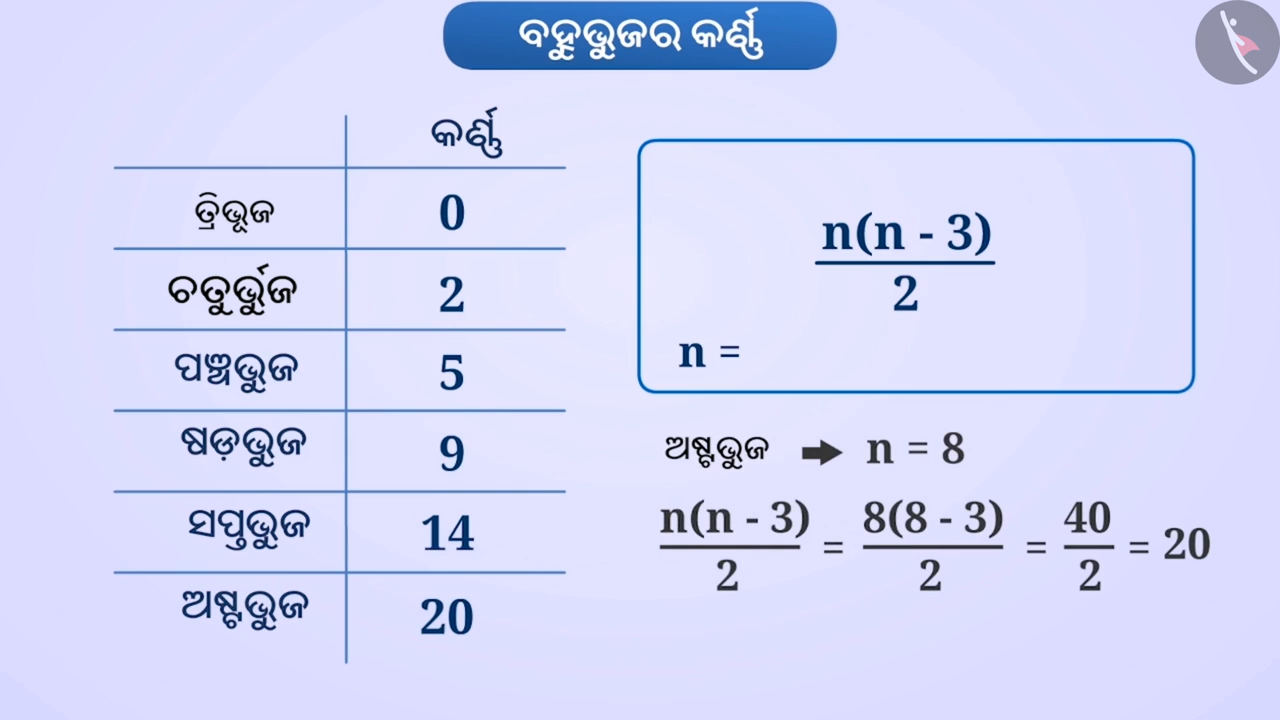 ବହୁଭୁଜର କର୍ଣ୍ଣ
କର୍ଣ୍ଣ
ତ୍ରିଭୂଜ 0
ଚତୁର୍ଭୁଜ 2
ପଞ୍ଚଭୁଜ 5
ଷଡ଼ଭୁଜ 9
ସପ୍ତଭୁଜ 14
ଅଷ୍ଟଭୁଜ 20
n(n - 3)
2
n =
ଅଷ୍ଟଭୁଜ ➡ n = 8
n(n - 3)/2 = 8(8 - 3)/2 = 40/2 = 20